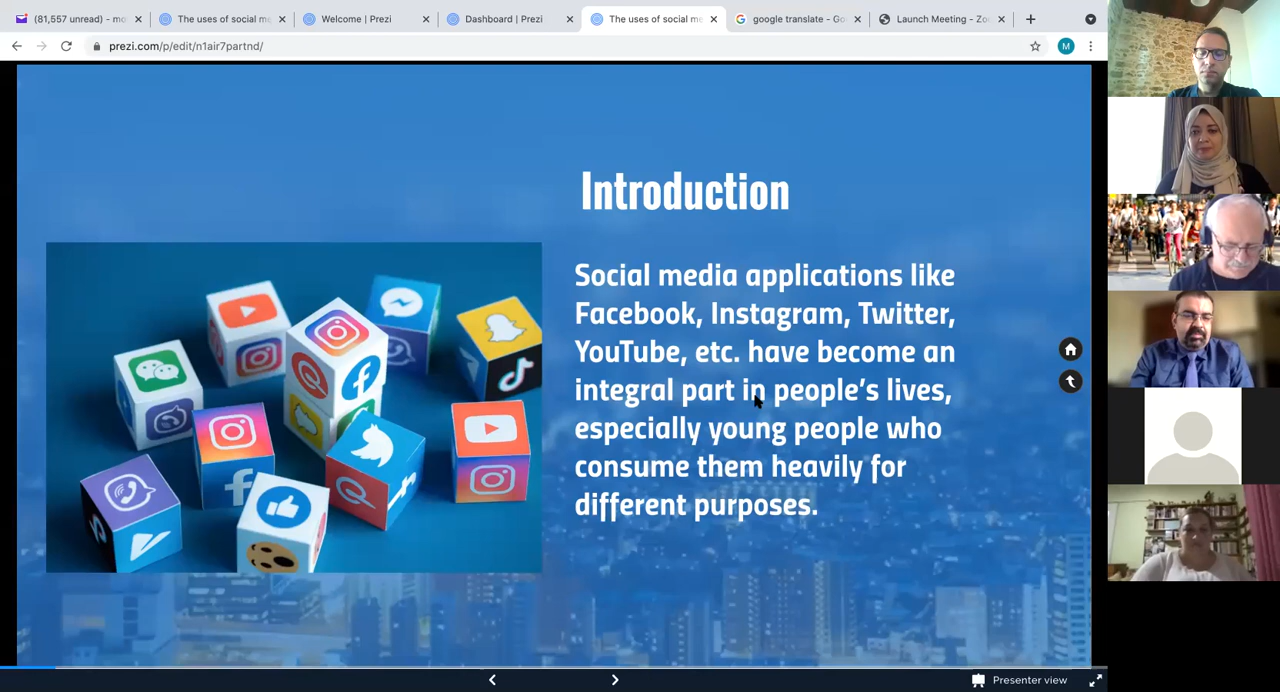 (81,557 unread) - mo
The uses of social me
Welcome | Prezi
Dashboard | Prezi
The uses of social me
google translate - Go
Launch Meeting - Zo
prezi.com/p/edit/n1air7partnd/
M
Introduction
Social media applications like
Facebook, Instagram, Twitter,
YouTube, etc. have become an
integral part in people's lives,
especially young people who
consume them heavily for
different purposes.
Presenter view